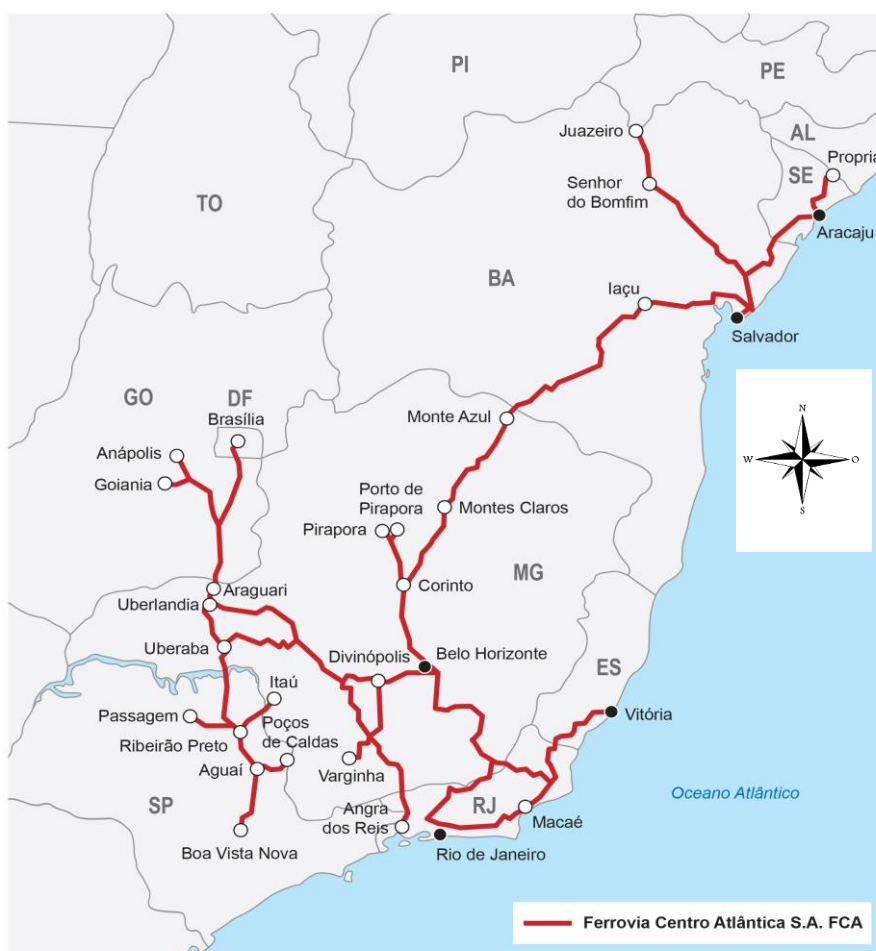 PI
PE
Juazeiro
AL
Propria
Senhor
do Bomfim
SE
TO
Aracaju
BA
Iaçu
Salvador
GO
DF
Brasília
Monte Azul
N
W
O
S
Anápolis
Goiania
Porto de
Pirapora
Montes Claros
Pirapora
MG
Corinto
Araguari
Uberlandia
Uberaba
Divinópolis
Belo Horizonte
ES
Itaú
Passagem
Poços
de Caldas
Vitória
Ribeirão Preto
Aguaí
Varginha
Oceano Atlântico
SP
Angra
dos Reis
RJ
Macaé
Boa Vista Nova
Rio de Janeiro
Ferrovia Centro Atlântica S.A. FCA